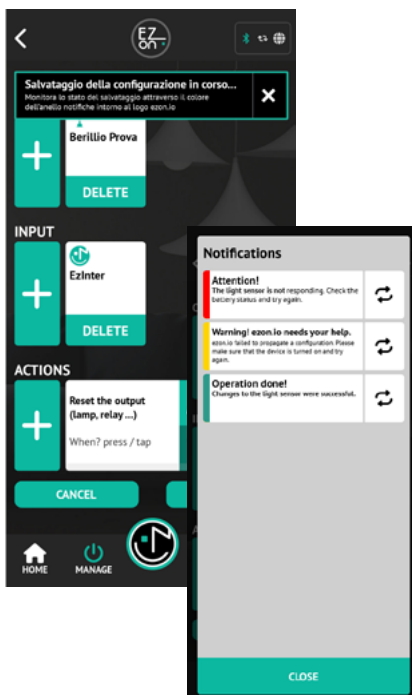 EZ
on
Salvataggio della configurazione in corso...
Monitora lo stato del salvataggio attraverso il colore
dell'anello notifiche intorno al logo ezon.io
Berillio Prova
DELETE
INPUT
EzInter
DELETE
ACTIONS
Reset the output
(lamp, relay ...)
When? press / tap
CANCEL
HOME
MANAGE
Notifications
Attention!
The light sensor is not responding. Check the
battery status and try again.
Warning! ezon.io needs your help.
ezon.io failed to propagate a configuration. Please
make sure that the device is turned on and try
again.
Operation done!
Changes to the light sensor were successful.
CLOSE